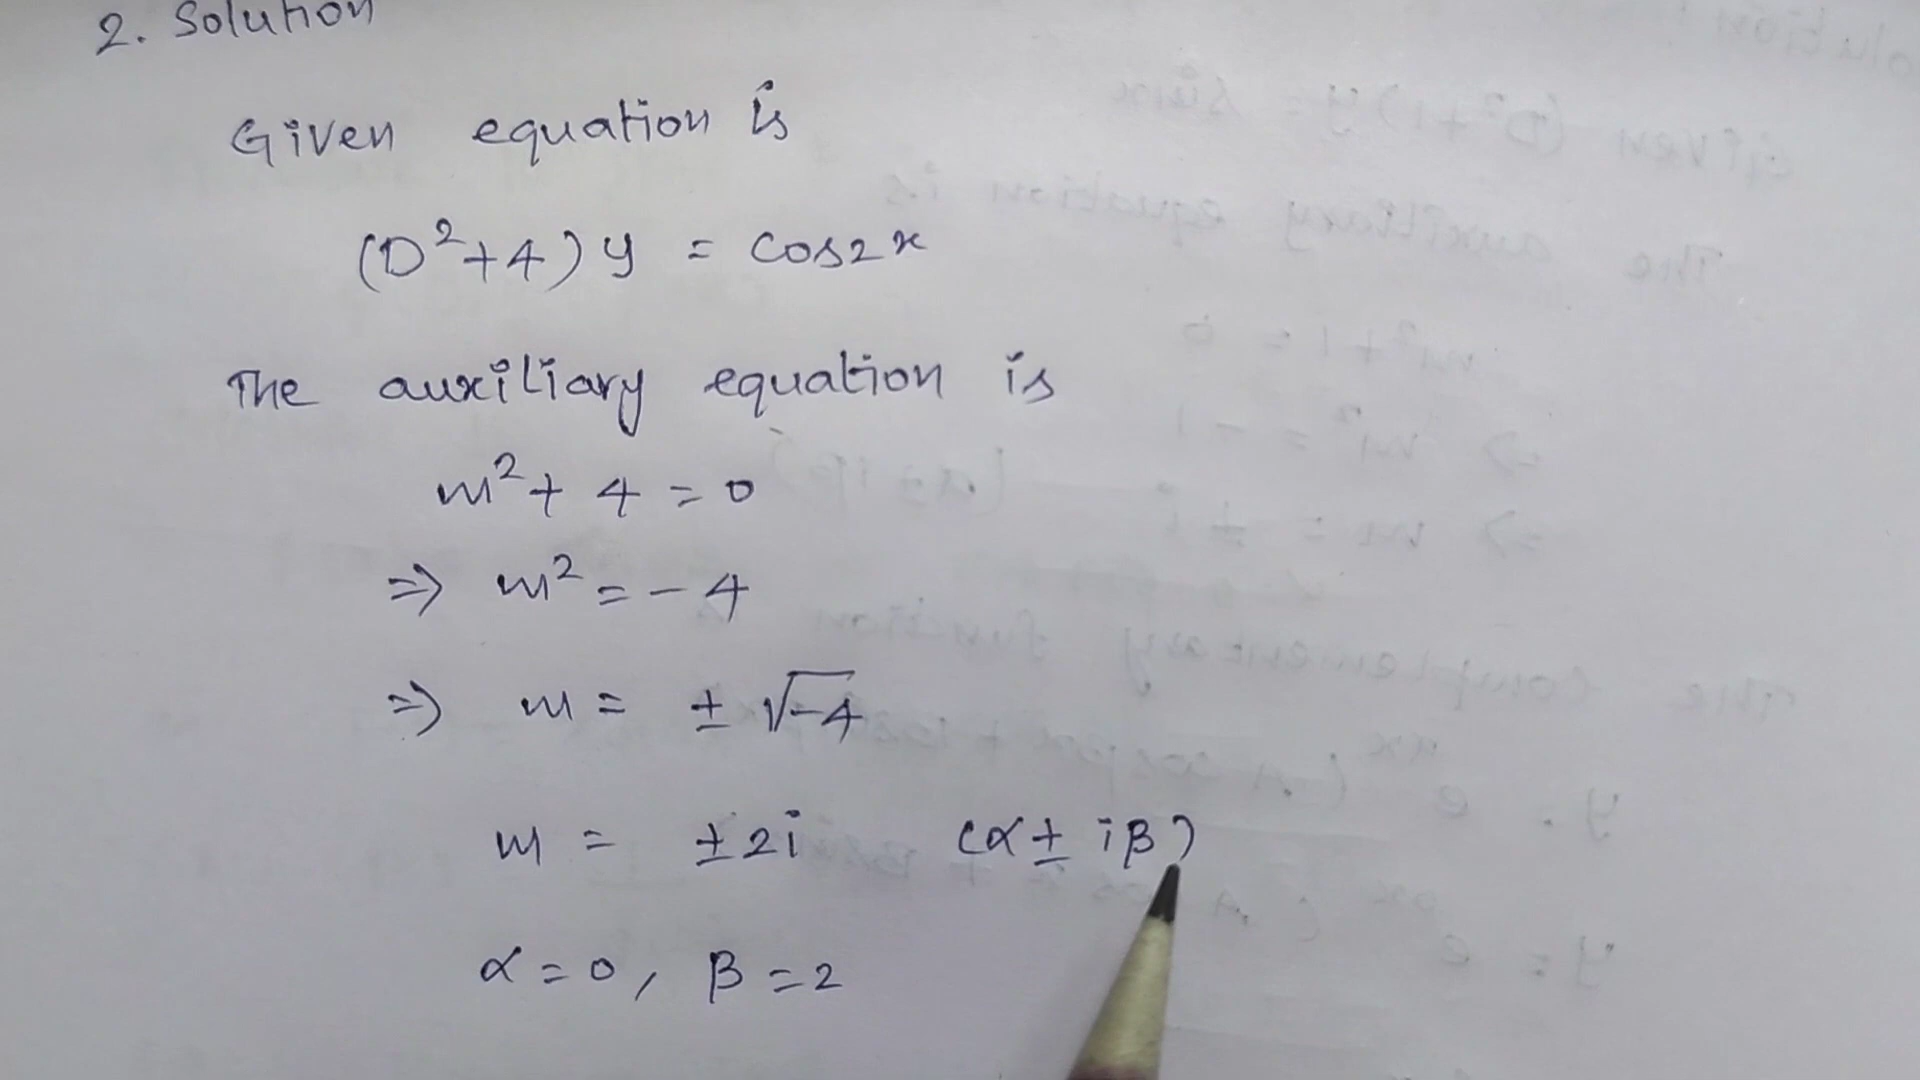 2. Solution
Given equation is
(D²+4) y = cos2x
The auxiliary equation is
m²+ 4 = 0
⇒ m² = - 4
⇒ m = ± √-4
m = ±2i (α ± iβ)
α = 0, β = 2